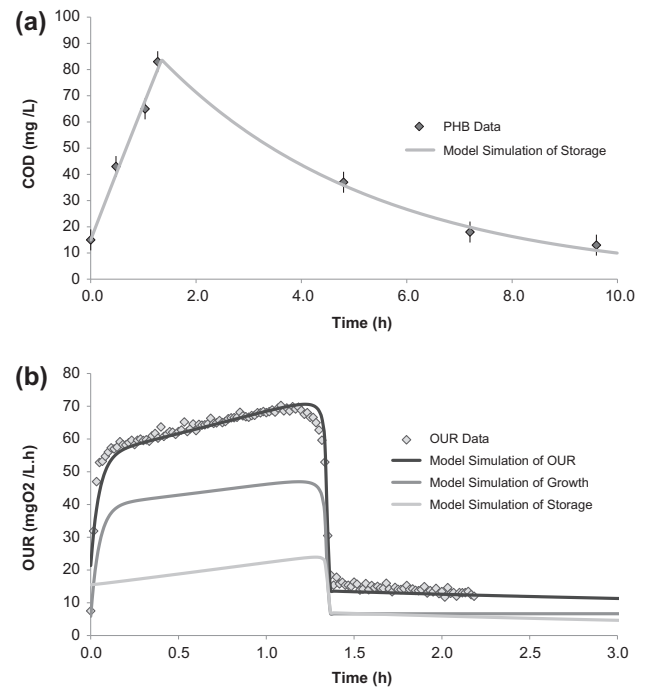 (a)
100
90
80
70
60
50
40
30
20
10
0
COD (mg /L)
PHB Data
Model Simulation of Storage
0.0 2.0 4.0 6.0 8.0 10.0
Time (h)
(b)
80
70
60
50
40
30
20
10
0
OUR (mgO2 /L.h)
OUR Data
Model Simulation of OUR
Model Simulation of Growth
Model Simulation of Storage
0.0 0.5 1.0 1.5 2.0 2.5 3.0
Time (h)